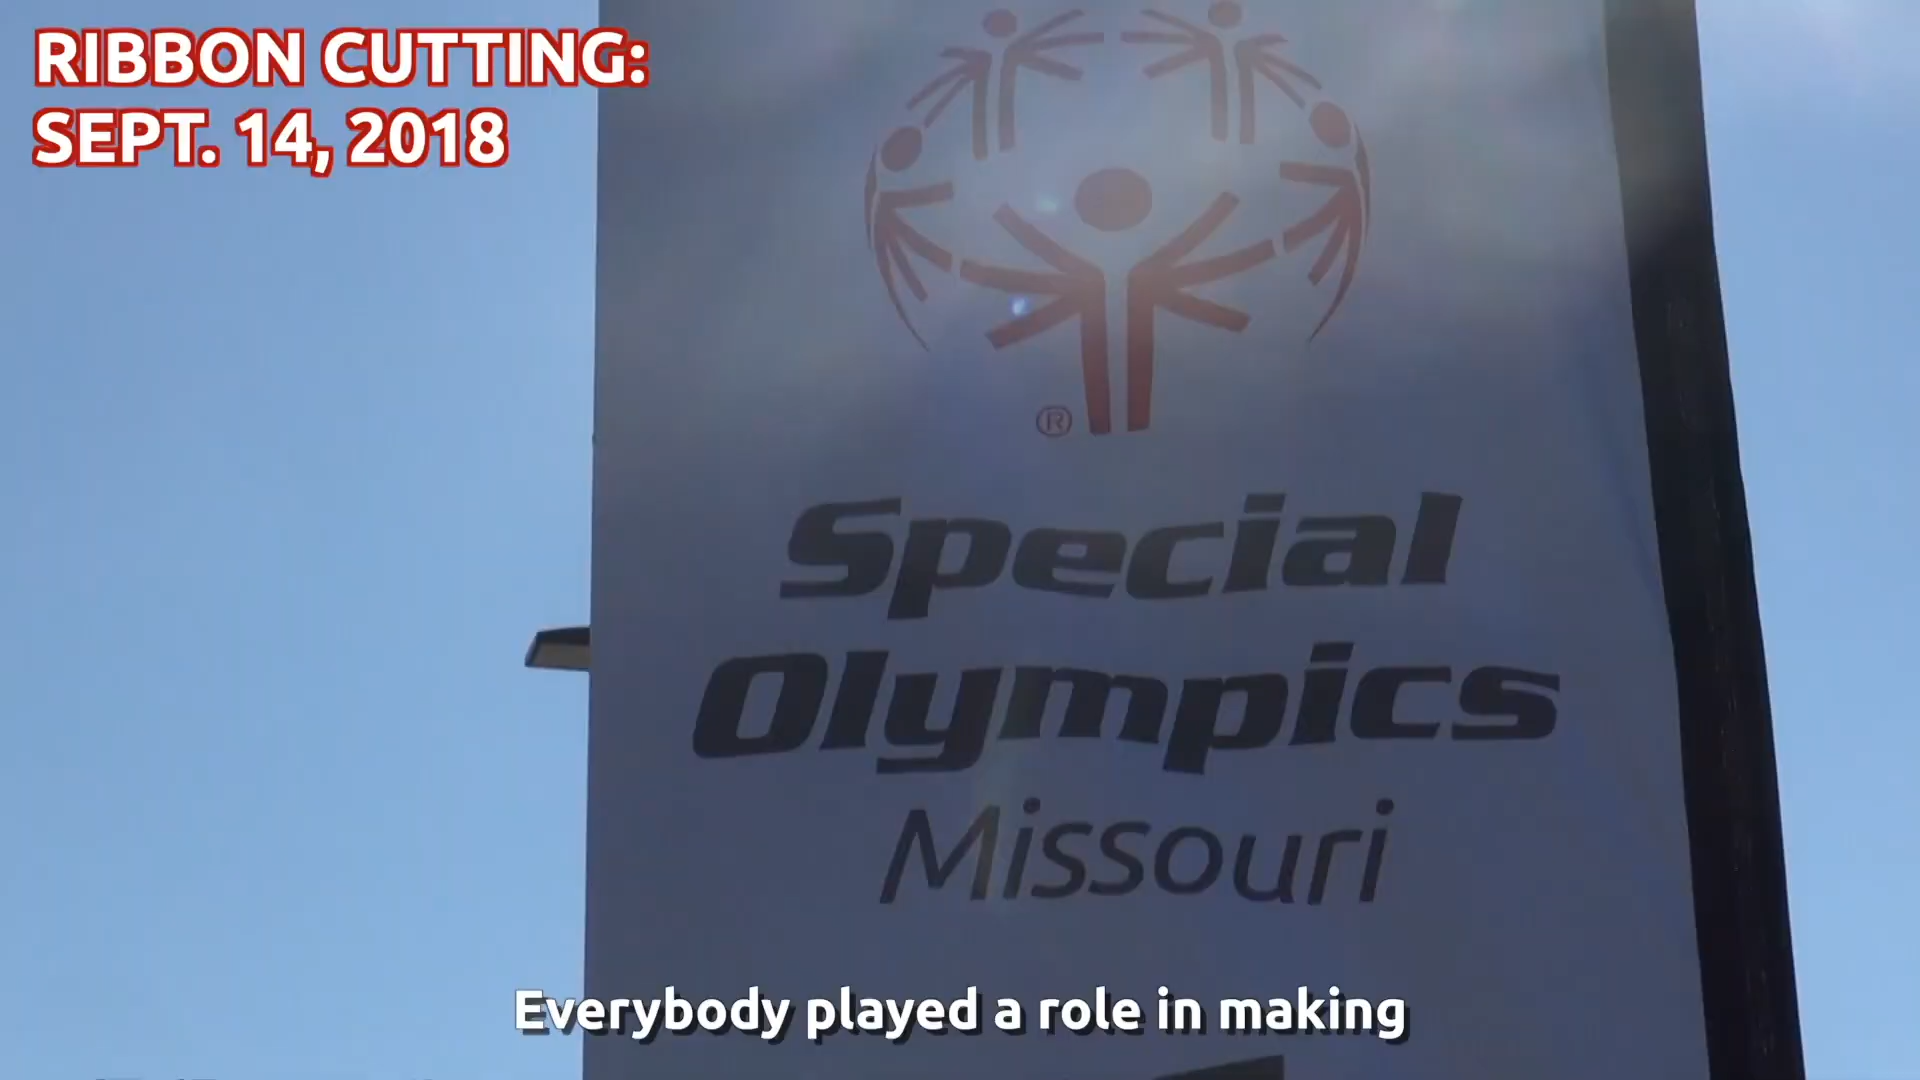 RIBBON CUTTING:
SEPT. 14, 2018
®
Special
Olympics
Missouri
Everybody played a role in making